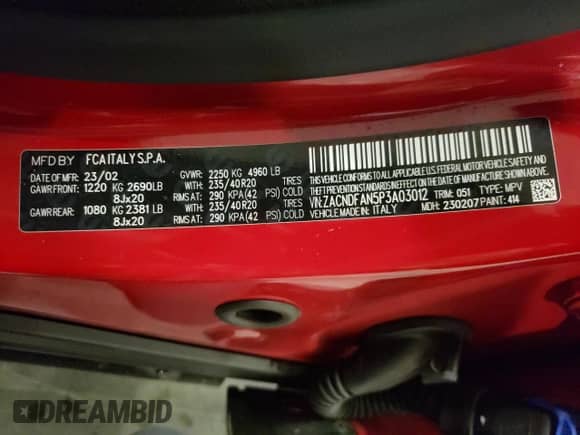 MFD BY FCA ITALY S.P.A.
DATE OF MFR: 23/02 GVWR: 2250 KG 4960 LB
GAWR FRONT: 1220 KG 2690LB WITH: 235/40R20 TIRES
8Jx20 RIMS AT: 290 KPA(42 PSI) COLD
GAWR REAR: 1080 KG 2381LB WITH: 235/40R20 TIRES
8Jx20 RIMS AT: 290 KPA(42 PSI) COLD
THIS VEHICLE CONFORMS TO ALL APPLICABLE U.S. FEDERAL MOTOR VEHICLE SAFETY AND
THEFT PREVENTION STANDARDS IN EFFECT ON THE DATE OF MANUFACTURE SHOWN ABOVE.
VIN: ZACNDFAN5P3A03012 TRIM: 051 TYPE: MPV
VEHICLE MADE IN: ITALY MDH: 230207 PAINT: 414
DREAMBID